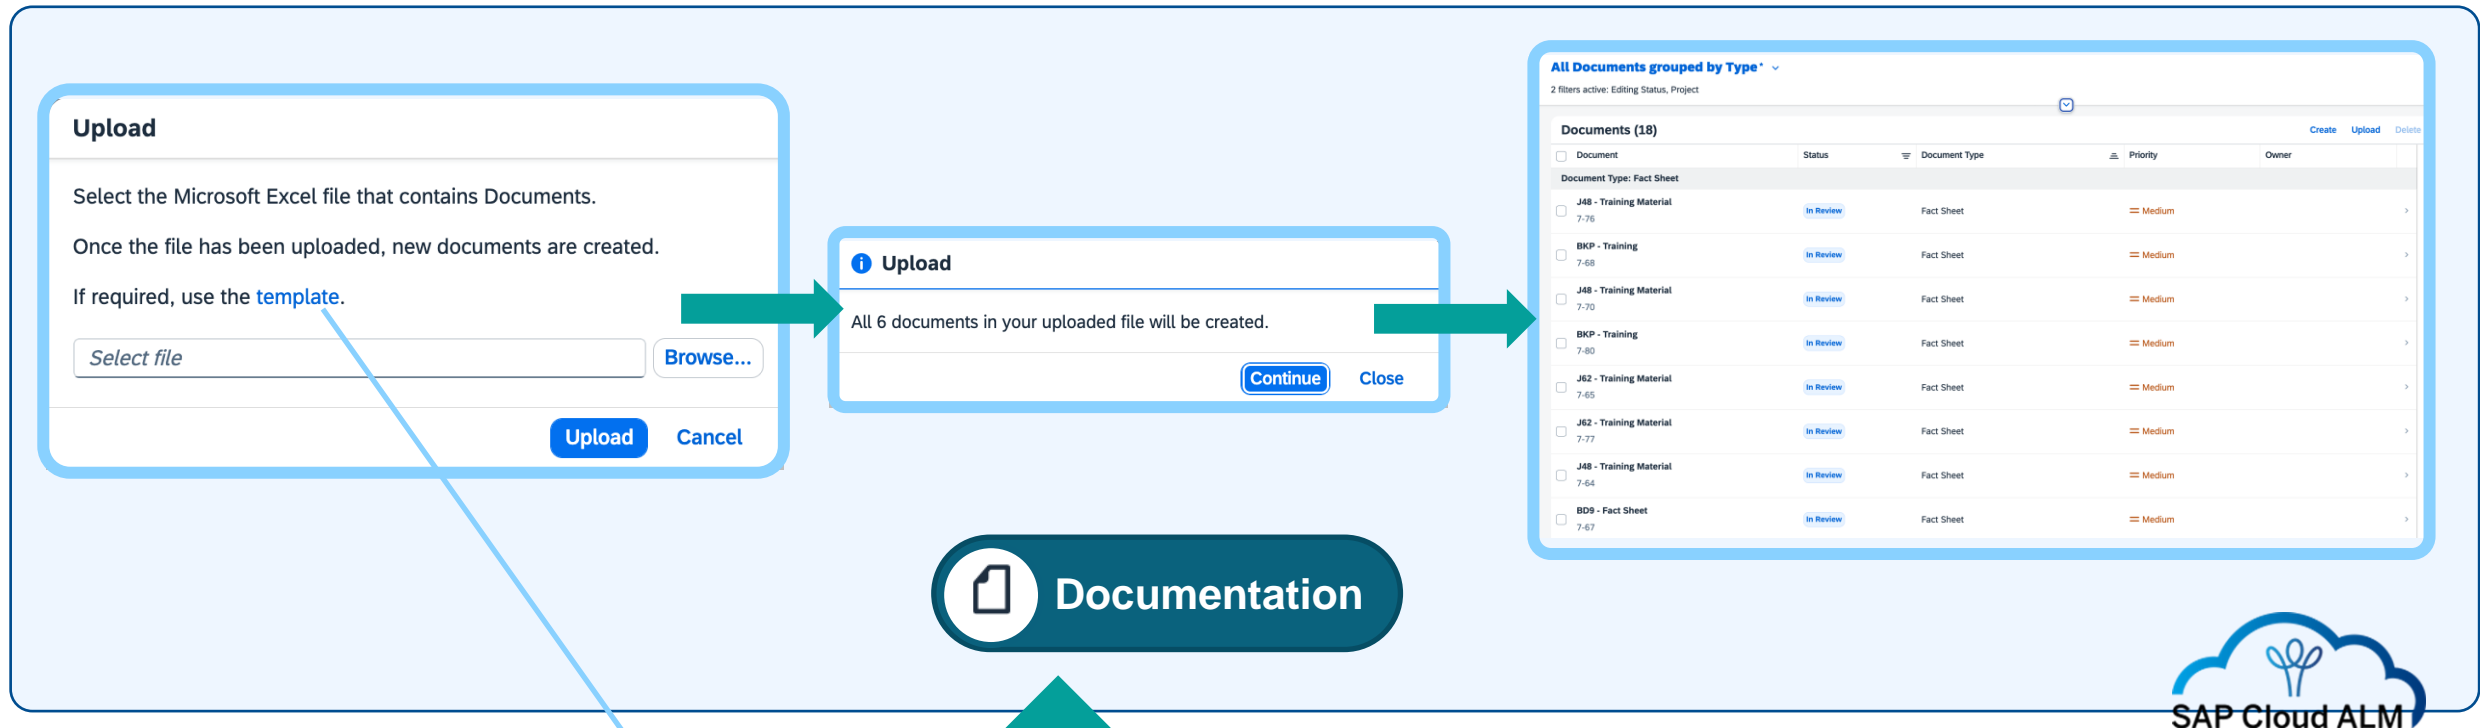 Upload
Select the Microsoft Excel file that contains Documents.
Once the file has been uploaded, new documents are created.
If required, use the template.
Select file Browse...
Upload Cancel
Upload
All 6 documents in your uploaded file will be created.
Continue Close
All Documents grouped by Type*
2 filters active: Editing Status, Project
Documents (18) Create Upload Delete
Document Status Document Type Priority Owner
Document Type: Fact Sheet
J48 - Training Material
7-76 In Review Fact Sheet Medium
BKP - Training
7-68 In Review Fact Sheet Medium
J48 - Training Material
7-70 In Review Fact Sheet Medium
BKP - Training
7-80 In Review Fact Sheet Medium
J62 - Training Material
7-65 In Review Fact Sheet Medium
J62 - Training Material
7-77 In Review Fact Sheet Medium
J48 - Training Material
7-64 In Review Fact Sheet Medium
BD9 - Fact Sheet
7-67 In Review Fact Sheet Medium
Documentation
SAP Cloud ALM